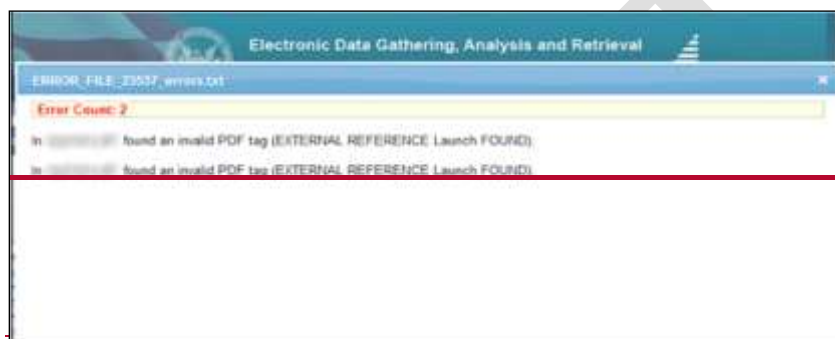 Electronic Data Gathering, Analysis and Retrieval
ERROR_FILE_23537_errors.txt
Error Count: 2
In found an invalid PDF tag (EXTERNAL REFERENCE Launch FOUND)
In found an invalid PDF tag (EXTERNAL REFERENCE Launch FOUND)